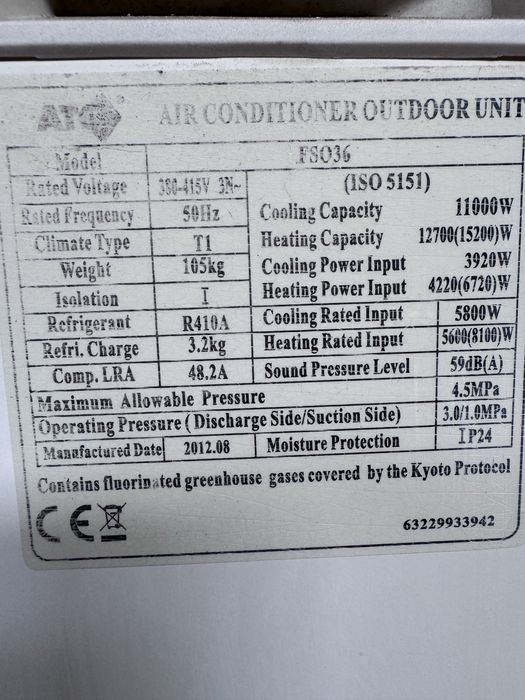 AIR CONDITIONER OUTDOOR UNIT
Model FSO36
Rated Voltage 380-415V 3N~
Rated Frequency 50Hz
Climate Type T1
Weight 105kg
Isolation I
Refrigerant R410A
Refri. Charge 3.2kg
Comp. LRA 48.2A
(ISO 5151)
Cooling Capacity 11000W
Heating Capacity 12700(15200)W
Cooling Power Input 3920W
Heating Power Input 4220(6720)W
Cooling Rated Input 5800W
Heating Rated Input 5600(8100)W
Sound Pressure Level 59dB(A)
Maximum Allowable Pressure 4.5MPa
Operating Pressure (Discharge Side/Suction Side) 3.0/1.0MPa
Manufactured Date 2012.08 Moisture Protection IP24
Contains fluorinated greenhouse gases covered by the Kyoto Protocol
CE
63229933942